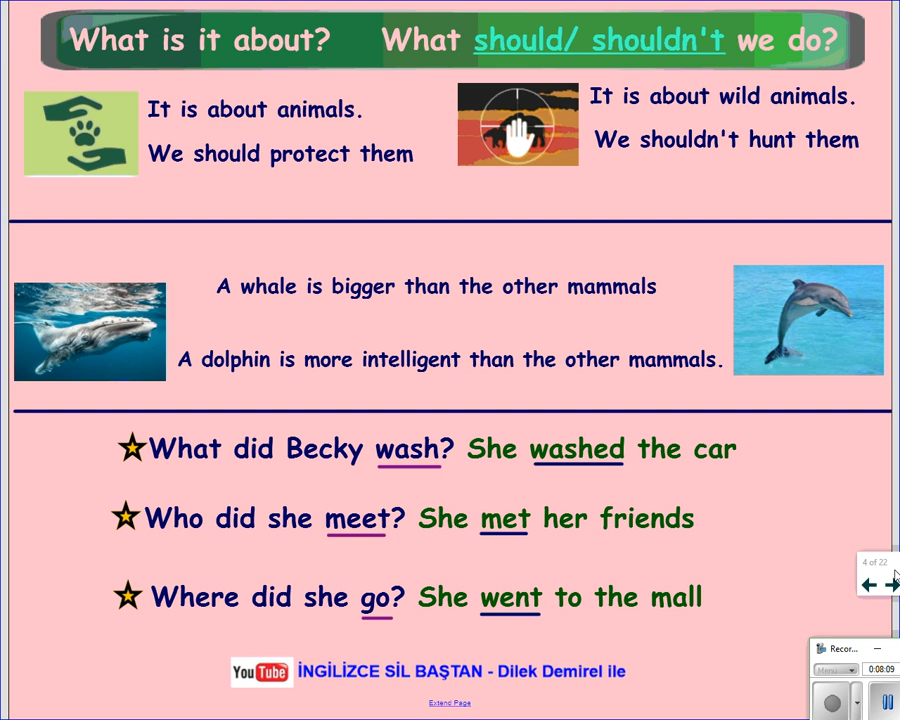 What is it about? What should/ shouldn't we do?
It is about animals.
We should protect them
It is about wild animals.
We shouldn't hunt them
A whale is bigger than the other mammals
A dolphin is more intelligent than the other mammals.
What did Becky wash? She washed the car
Who did she meet? She met her friends
Where did she go? She went to the mall
4 of 22
Recor...
Menu
0:08:09
YouTube İNGİLİZCE SİL BAŞTAN - Dilek Demirel ile
Extend Page